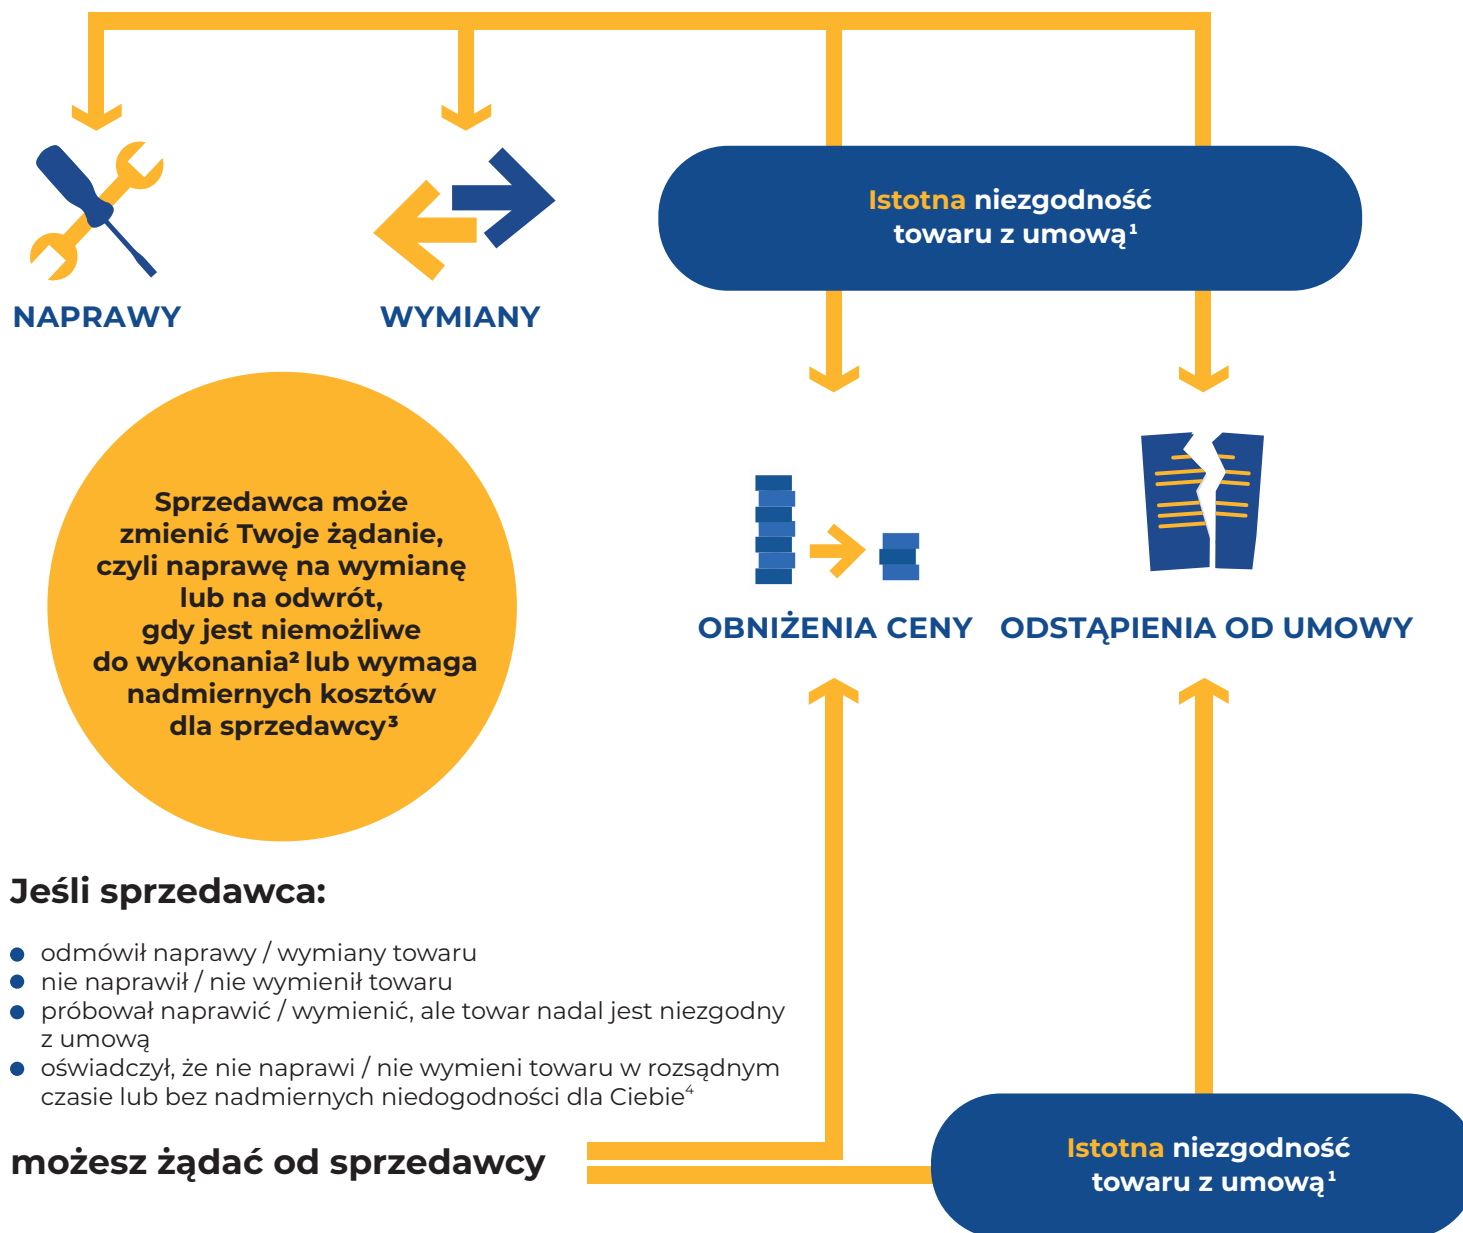 Istotna niezgodność
towaru z umową¹
NAPRAWY
WYMIANY
Sprzedawca może
zmienić Twoje żądanie,
czyli naprawę na wymianę
lub na odwrót,
gdy jest niemożliwe
do wykonania² lub wymaga
nadmiernych kosztów
dla sprzedawcy³
OBNIŻENIA CENY
ODSTĄPIENIA OD UMOWY
Jeśli sprzedawca:
odmówił naprawy / wymiany towaru
nie naprawił / nie wymienił towaru
próbował naprawić / wymienić, ale towar nadal jest niezgodny
z umową
oświadczył, że nie naprawi / nie wymieni towaru w rozsądnym
czasie lub bez nadmiernych niedogodności dla Ciebie⁴
możesz żądać od sprzedawcy
Istotna niezgodność
towaru z umową¹